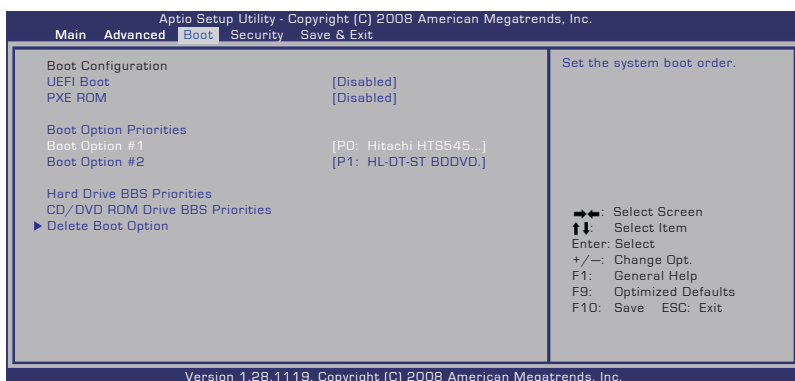 Aptio Setup Utility - Copyright (C) 2008 American Megatrends, Inc.
Main Advanced Boot Security Save & Exit
Boot Configuration
UEFI Boot [Disabled]
PXE ROM [Disabled]
Boot Option Priorities
Boot Option #1 [P0: Hitachi HTS545...]
Boot Option #2 [P1: HL-DT-ST BDDVD.]
Hard Drive BBS Priorities
CD/DVD ROM Drive BBS Priorities
▶ Delete Boot Option
Set the system boot order.
→←: Select Screen
↑↓: Select Item
Enter: Select
+/—: Change Opt.
F1: General Help
F9: Optimized Defaults
F10: Save ESC: Exit
Version 1.28.1119. Copyright (C) 2008 American Megatrends, Inc.